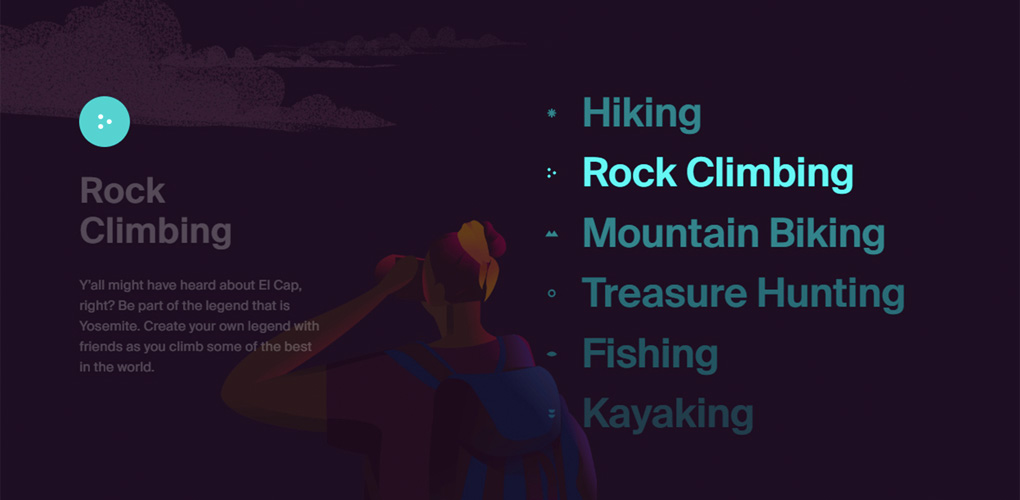 Rock
Climbing
Y'all might have heard about El Cap,
right? Be part of the legend that is
Yosemite. Create your own legend with
friends as you climb some of the best
in the world.
Hiking
Rock Climbing
Mountain Biking
Treasure Hunting
Fishing
Kayaking